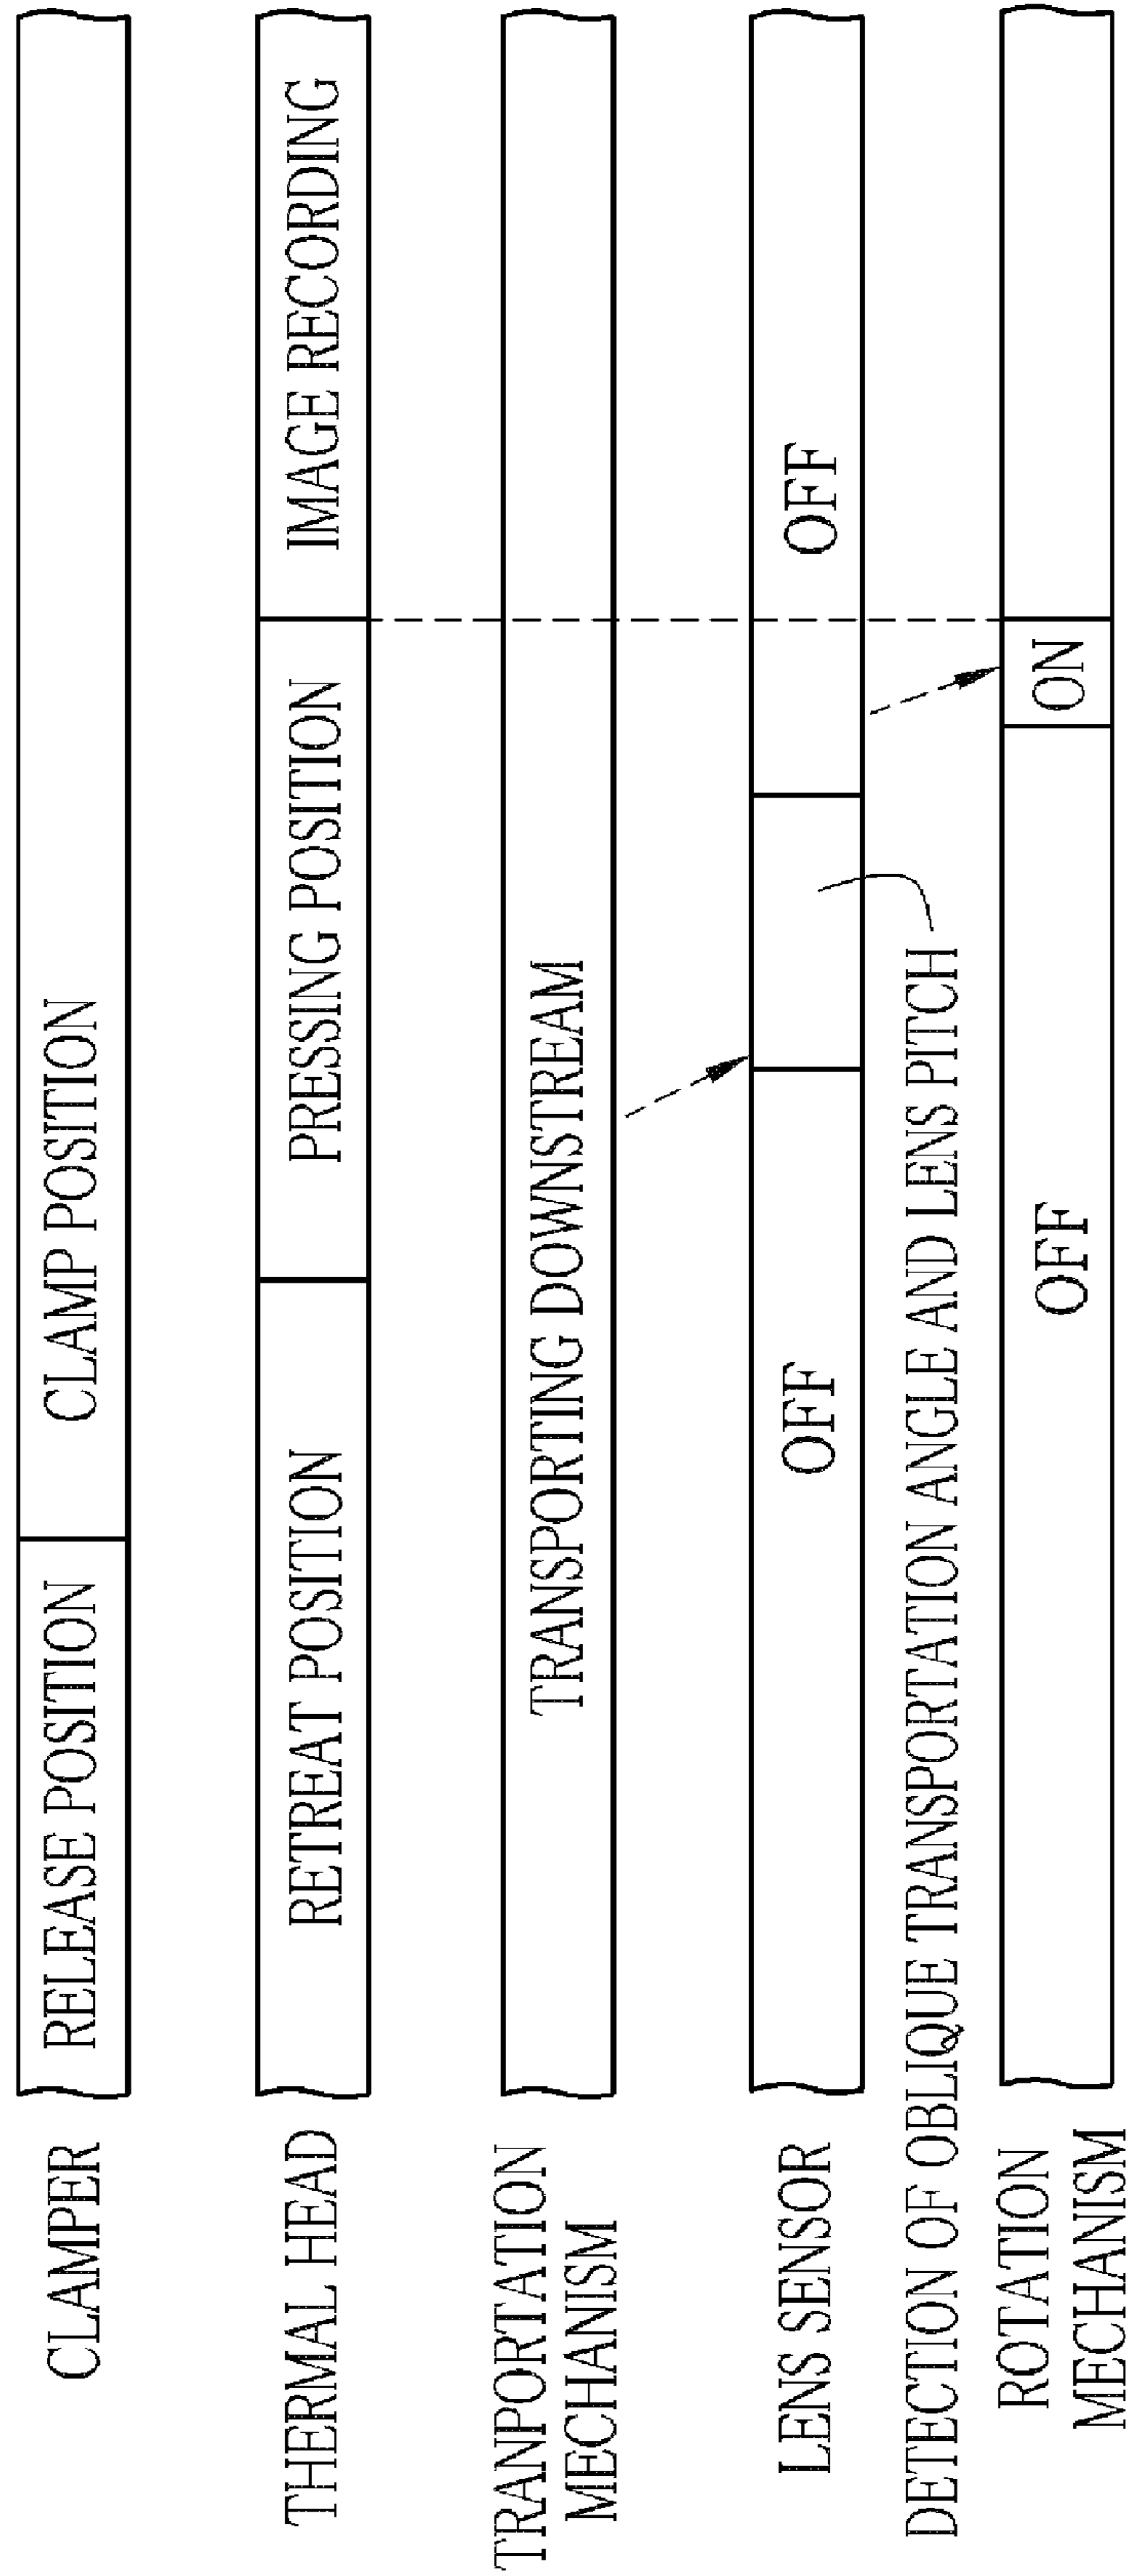 CLAMPER
RELEASE POSITION
CLAMP POSITION
THERMAL HEAD
RETREAT POSITION
PRESSING POSITION
IMAGE RECORDING
TRANPORTATION
MECHANISM
TRANSPORTING DOWNSTREAM
LENS SENSOR
OFF
OFF
DETECTION OF OBLIQUE TRANSPORTATION ANGLE AND LENS PITCH
ROTATION
MECHANISM
OFF
ON